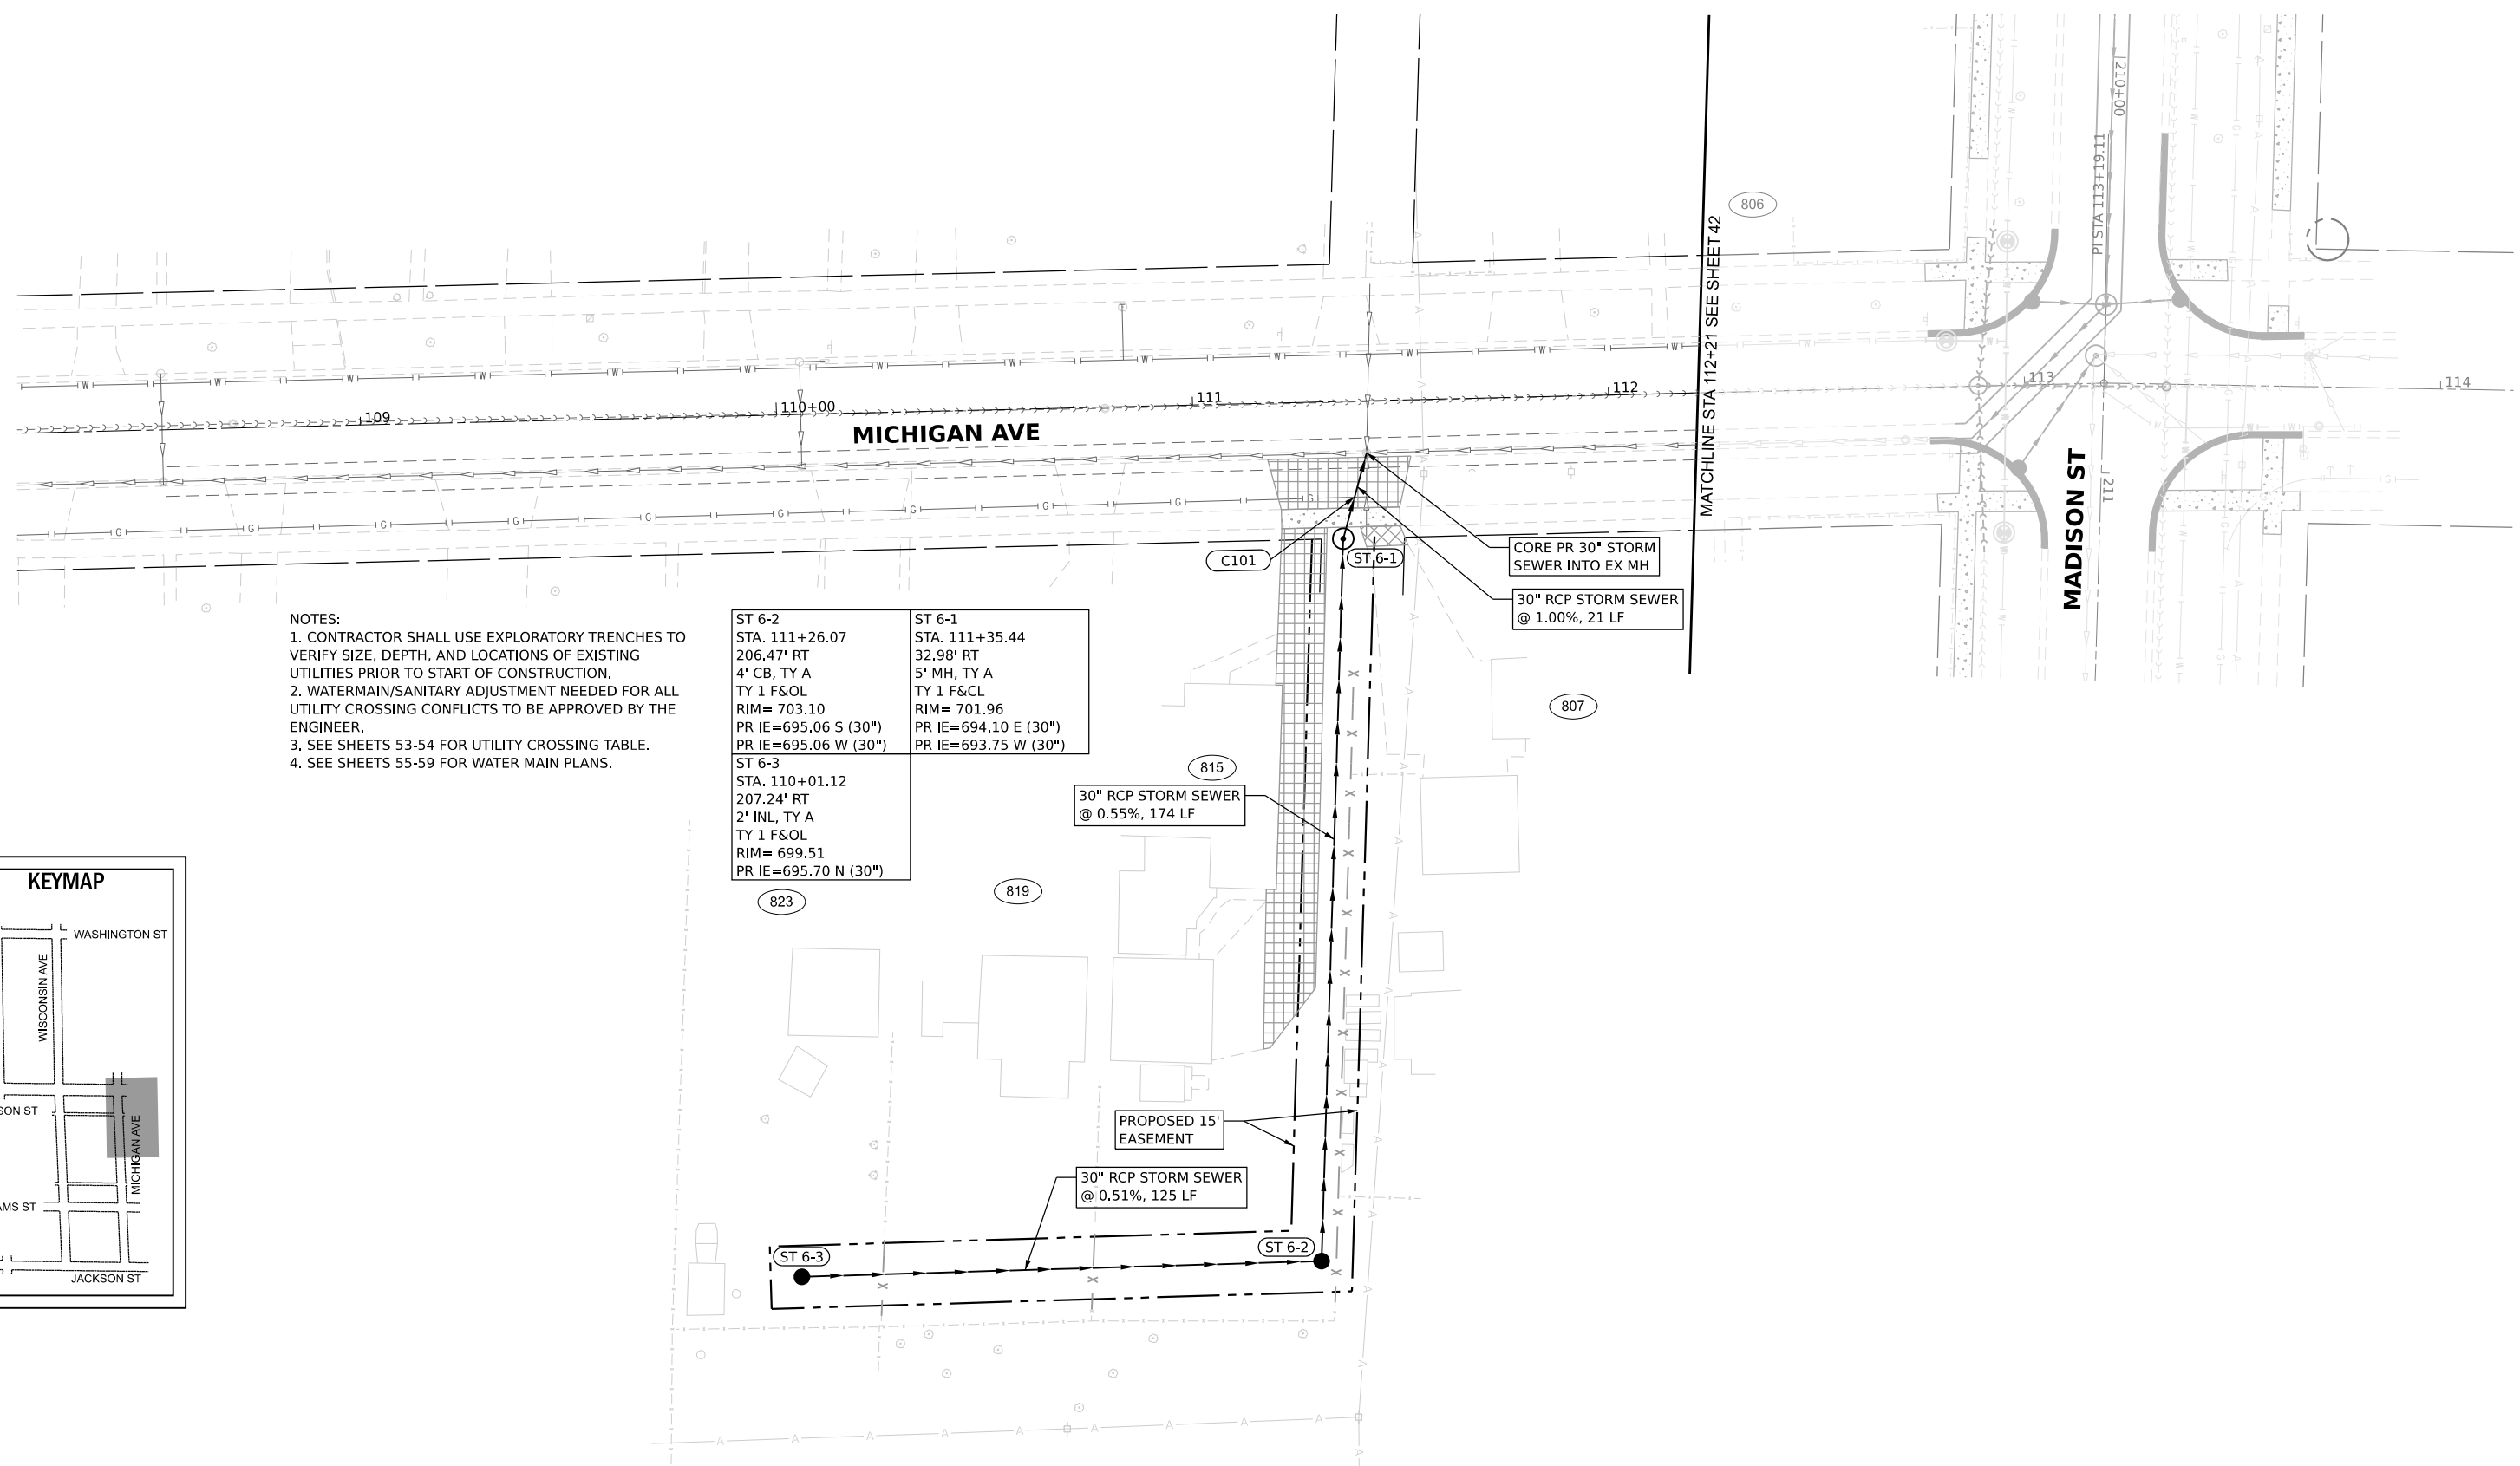 210+00
PI STA 113+19.11
806
MATCHLINE STA 112+21 SEE SHEET 42
109
110+00
111
112
113
114
MICHIGAN AVE
211
MADISON ST
C101
ST 6-1
CORE PR 30" STORM
SEWER INTO EX MH
30" RCP STORM SEWER
@ 1.00%, 21 LF
NOTES:
1. CONTRACTOR SHALL USE EXPLORATORY TRENCHES TO
VERIFY SIZE, DEPTH, AND LOCATIONS OF EXISTING
UTILITIES PRIOR TO START OF CONSTRUCTION.
2. WATERMAIN/SANITARY ADJUSTMENT NEEDED FOR ALL
UTILITY CROSSING CONFLICTS TO BE APPROVED BY THE
ENGINEER.
3. SEE SHEETS 53-54 FOR UTILITY CROSSING TABLE.
4. SEE SHEETS 55-59 FOR WATER MAIN PLANS.
ST 6-2
STA. 111+26.07
206.47' RT
4' CB, TY A
TY 1 F&OL
RIM= 703.10
PR IE=695.06 S (30")
PR IE=695.06 W (30")
ST 6-1
STA. 111+35.44
32.98' RT
5' MH, TY A
TY 1 F&CL
RIM= 701.96
PR IE=694.10 E (30")
PR IE=693.75 W (30")
ST 6-3
STA. 110+01.12
207.24' RT
2' INL, TY A
TY 1 F&OL
RIM= 699.51
PR IE=695.70 N (30")
807
815
30" RCP STORM SEWER
@ 0.55%, 174 LF
819
823
KEYMAP
WASHINGTON ST
WISCONSIN AVE
SON ST
MICHIGAN AVE
AMS ST
JACKSON ST
PROPOSED 15'
EASEMENT
30" RCP STORM SEWER
@ 0.51%, 125 LF
ST 6-3
ST 6-2